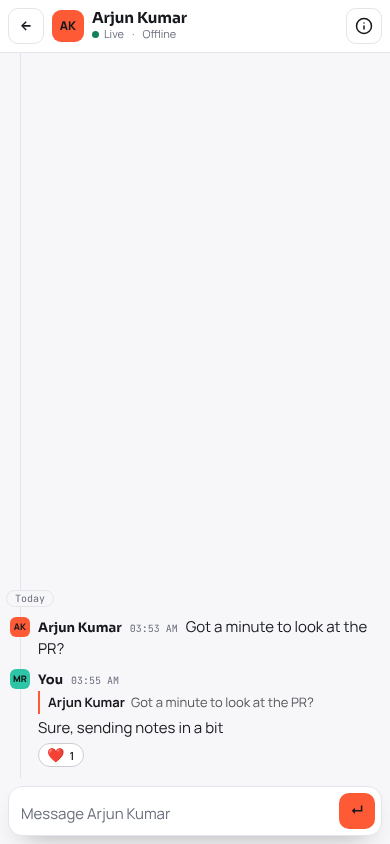 AK
Arjun Kumar
Live · Offline
Today
AK Arjun Kumar 03:53 AM Got a minute to look at the
PR?
MR You 03:55 AM
Arjun Kumar Got a minute to look at the PR?
Sure, sending notes in a bit
❤️ 1
Message Arjun Kumar